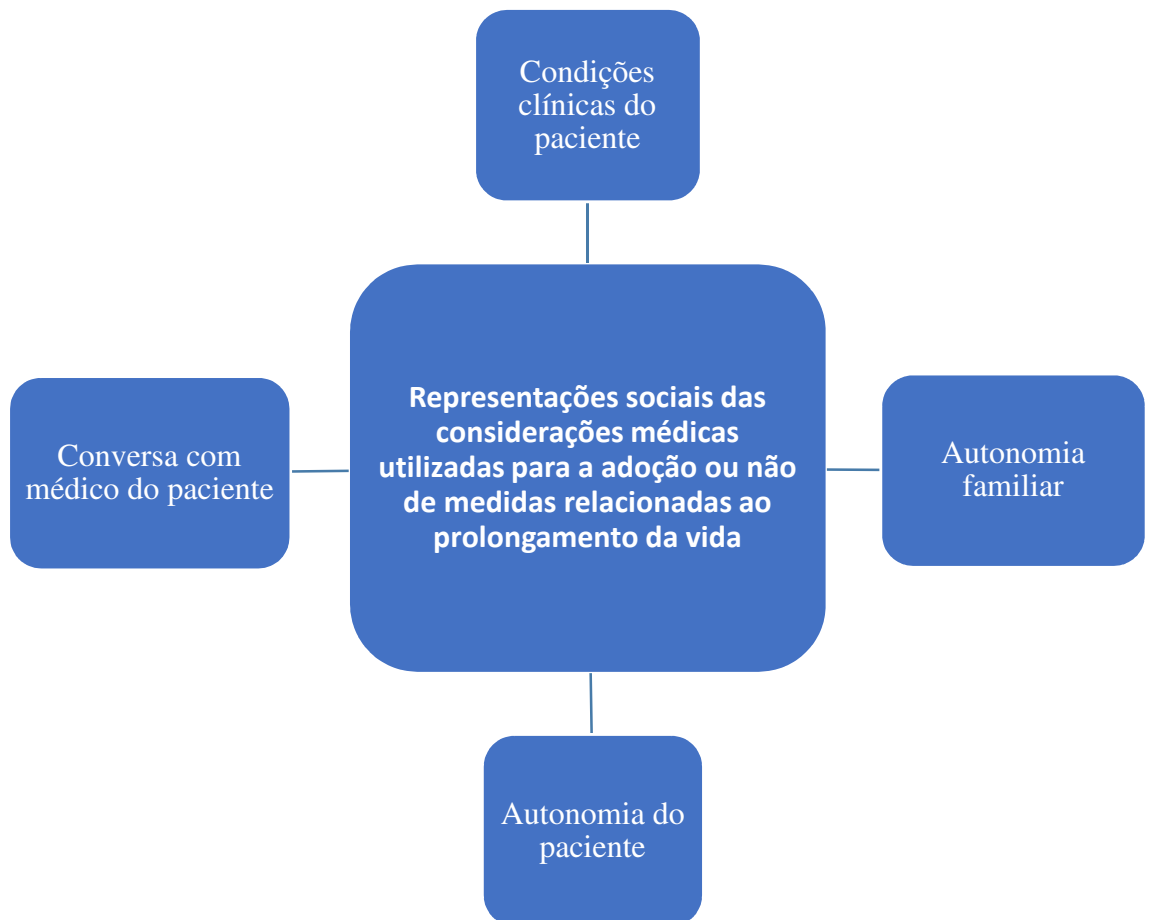 Condições
clínicas do
paciente
Representações sociais das
considerações médicas
utilizadas para a adoção ou não
de medidas relacionadas ao
prolongamento da vida
Conversa com
médico do paciente
Autonomia
familiar
Autonomia do
paciente